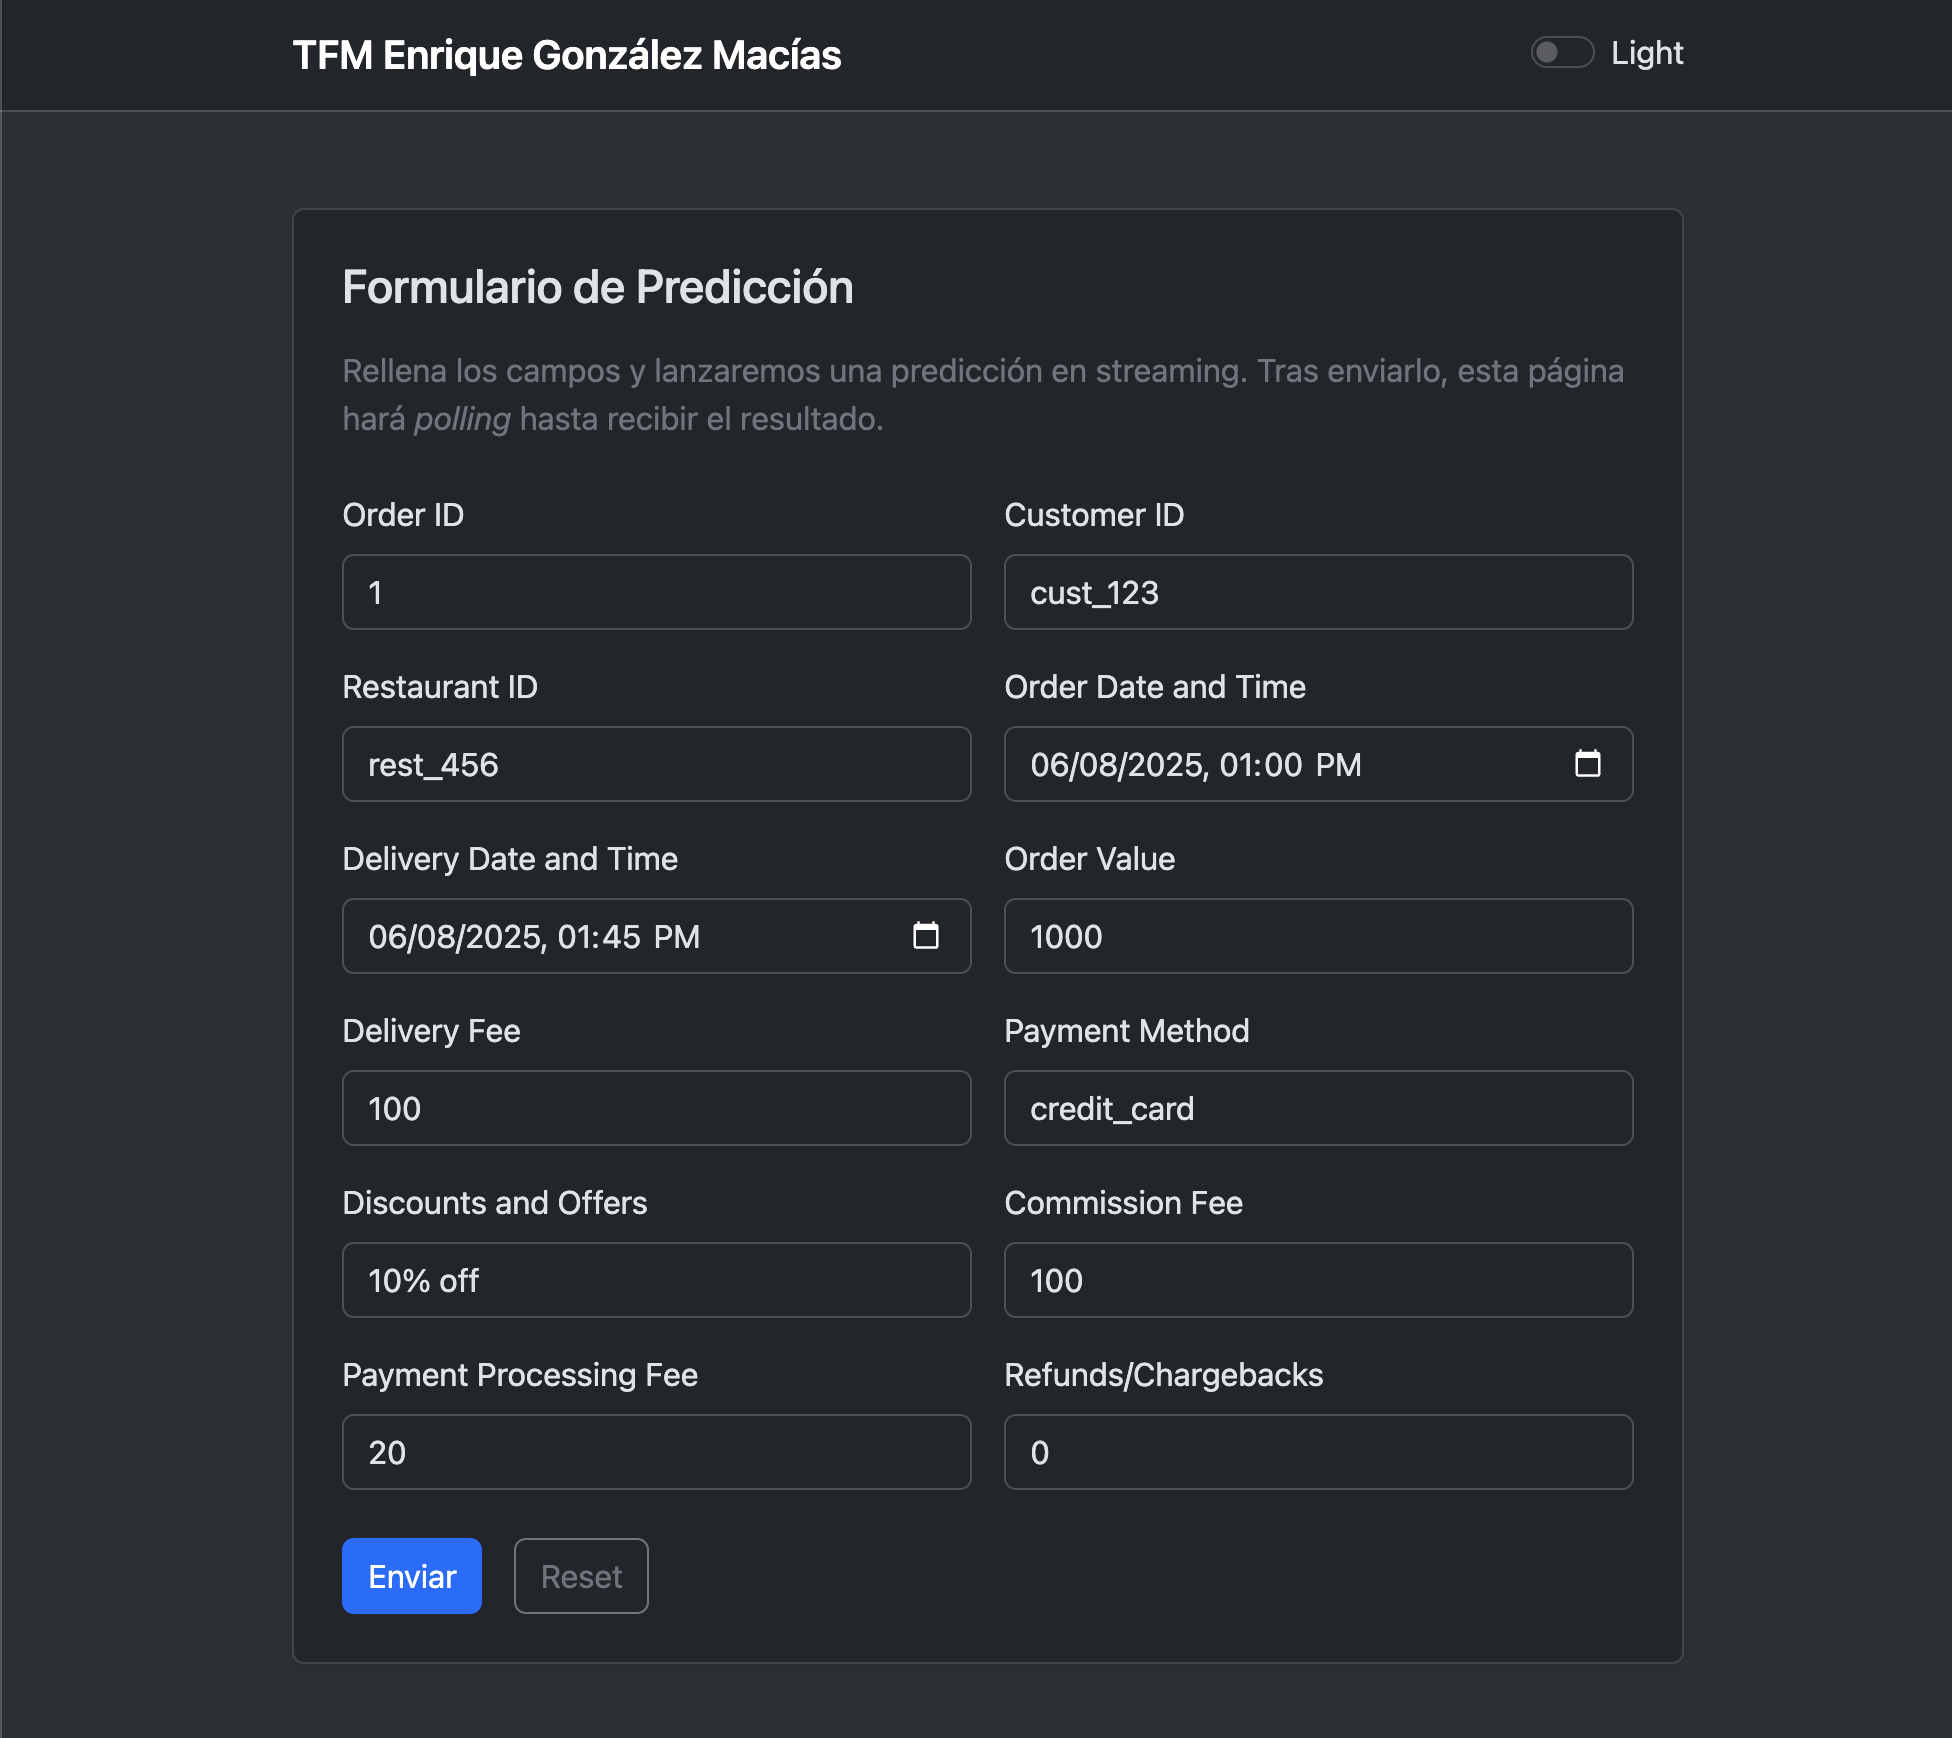 TFM Enrique González Macías
Light
Formulario de Predicción
Rellena los campos y lanzaremos una predicción en streaming. Tras enviarlo, esta página
hará polling hasta recibir el resultado.
Order ID
1
Customer ID
cust_123
Restaurant ID
rest_456
Order Date and Time
06/08/2025, 01:00 PM
Delivery Date and Time
06/08/2025, 01:45 PM
Order Value
1000
Delivery Fee
100
Payment Method
credit_card
Discounts and Offers
10% off
Commission Fee
100
Payment Processing Fee
20
Refunds/Chargebacks
0
Enviar
Reset